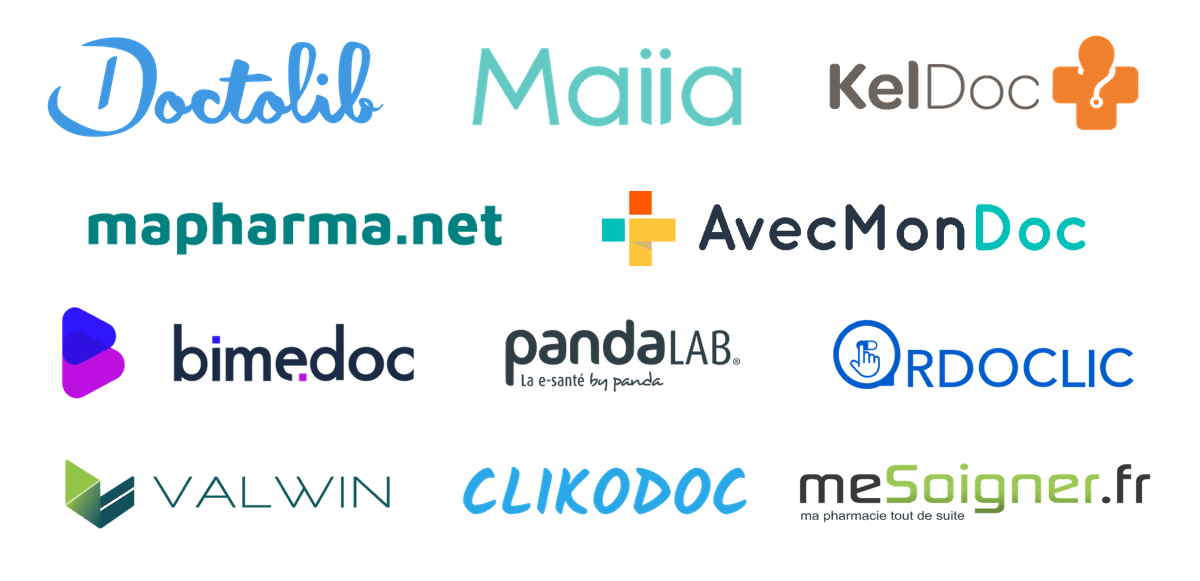 Doctolib
Maiia
KelDoc
mapharma.net
AvecMonDoc
bimedoc
pandaLAB®
La e-santé by panda
ORDOCLIC
VALWIN
CLIKODOC
meSoigner.fr
ma pharmacie tout de suite